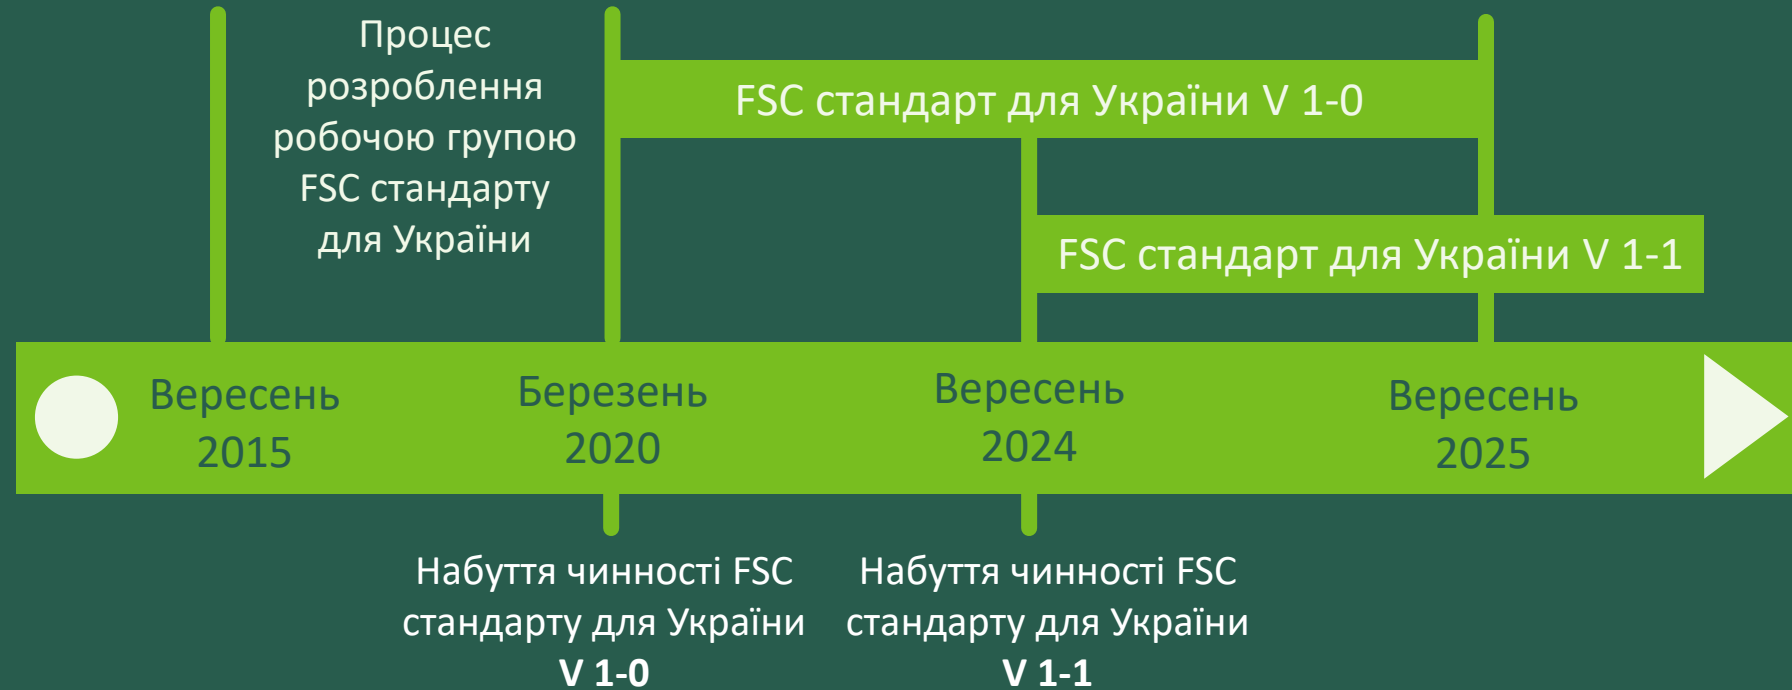 Процес
розроблення
робочою групою
FSC стандарту
для України
FSC стандарт для України V 1-0
FSC стандарт для України V 1-1
Вересень
2015
Березень
2020
Вересень
2024
Вересень
2025
Набуття чинності FSC
стандарту для України
V 1-0
Набуття чинності FSC
стандарту для України
V 1-1